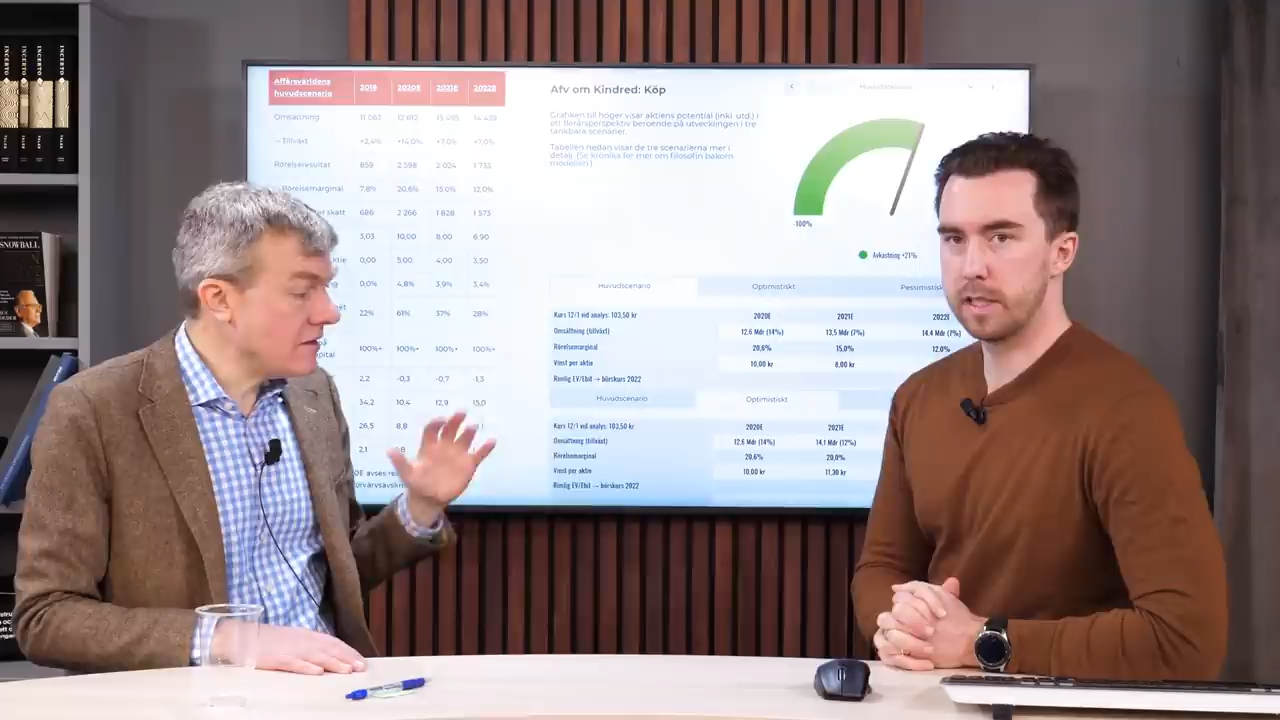 INCERTO
INCERTO
INCERTO
INCERTO
SNOWBALL
Affärsvärldens
huvudscenario
2019 2020E 2021E 2022E
Omsättning 11 063 12 612 13 495 14 439
- Tillväxt +2,4% +14,0% +7,0% +7,0%
Rörelseresultat 859 2 598 2 024 1 733
Rörelsemarginal 7,8% 20,6% 15,0% 12,0%
skatt 686 2 266 1 828 1 573
3,03 10,00 8,00 6,90
0,00 5,00 4,00 3,50
0,0% 4,8% 3,9% 3,4%
22% 61% 37% 28%
100%+ 100%+ 100%+ 100%+
2,2 -0,3 -0,7 -1,3
34,2 10,4 12,9 15,0
26,5 8,8
2,1
Afv om Kindred: Köp
Grafiken till höger visar aktiens potential (inkl. utd.) i
ett flerårsperspektiv beroende på utvecklingen i tre
tänkbara scenarier.
Tabellen nedan visar de tre scenarierna mer i
detalj. (Se krönika för mer om filosofin bakom
modellen.)
Huvudscenario
-100%
Avkastning +21%
Huvudscenario Optimistiskt
Kurs 12/1 vid analys: 103,50 kr 2020E 2021E 2022E
Omsättning (tillväxt) 12,6 Mdr (14%) 13,5 Mdr (7%) 14,4 Mdr (7%)
Rörelsemarginal 20,6% 15,0% 12,0%
Vinst per aktie 10,00 kr 8,00 kr
Rimlig EV/Ebit → börskurs 2022
Huvudscenario Optimistiskt
Kurs 12/1 vid analys: 103,50 kr 2020E 2021E
Omsättning (tillväxt) 12,6 Mdr (14%) 14,1 Mdr (12%)
Rörelsemarginal 20,6% 20,0%
Vinst per aktie 10,00 kr 11,30 kr
Rimlig EV/Ebit → börskurs 2022